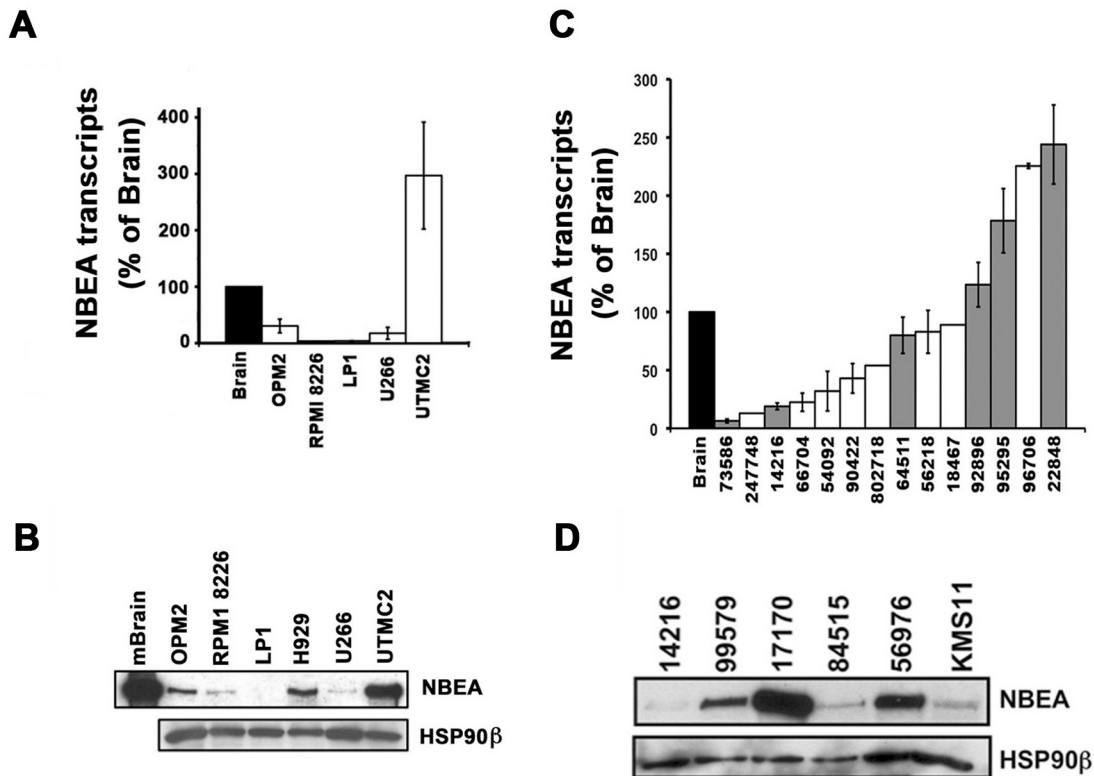 A
NBEA transcripts
(% of Brain)
400
300
200
100
0
Brain
OPM2
RPMI 8226
LP1
U266
UTMC2
C
NBEA transcripts
(% of Brain)
300
250
200
150
100
50
0
Brain
73586
247748
14216
66704
54092
90422
802718
64511
56218
18467
92896
95295
96706
22848
B
mBrain
OPM2
RPM1 8226
LP1
H929
U266
UTMC2
NBEA
HSP90β
D
14216
99579
17170
84515
56976
KMS11
NBEA
HSP90β